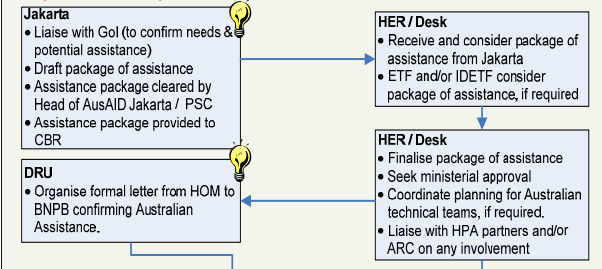 Jakarta
• Liaise with GoI (to confirm needs &
potential assistance)
• Draft package of assistance
• Assistance package cleared by
Head of AusAID Jakarta / PSC
• Assistance package provided to
CBR
HER / Desk
• Receive and consider package of
assistance from Jakarta
• ETF and/or IDETF consider
package of assistance, if required
HER / Desk
• Finalise package of assistance
• Seek ministerial approval
• Coordinate planning for Australian
technical teams, if required.
• Liaise with HPA partners and/or
ARC on any involvement
DRU
• Organise formal letter from HOM to
BNPB confirming Australian
Assistance.